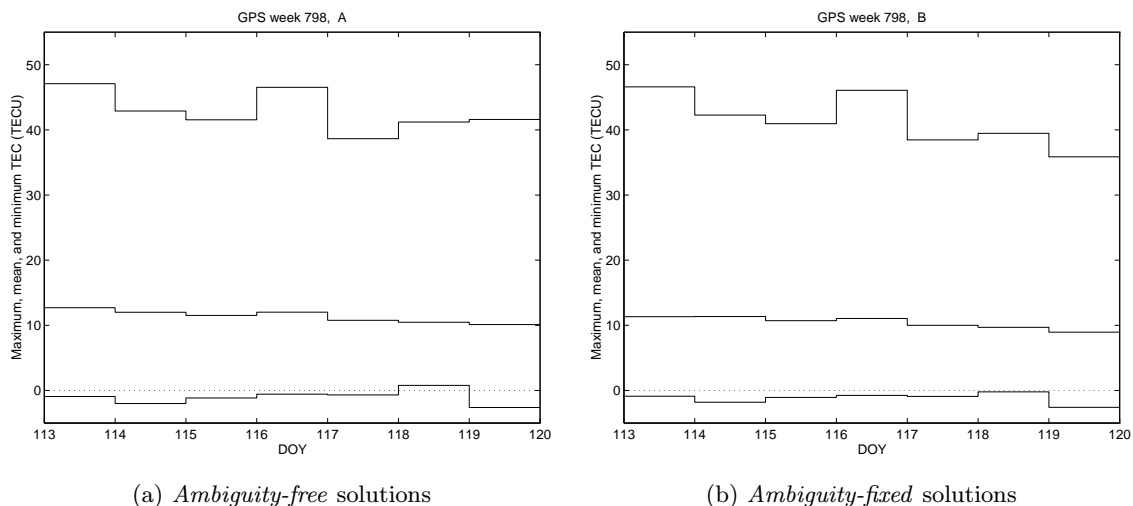 GPS week 798, A
Maximum, mean, and minimum TEC (TECU)
50
40
30
20
10
0
113 114 115 116 117 118 119 120
DOY
(a) Ambiguity-free solutions
GPS week 798, B
Maximum, mean, and minimum TEC (TECU)
50
40
30
20
10
0
113 114 115 116 117 118 119 120
DOY
(b) Ambiguity-fixed solutions